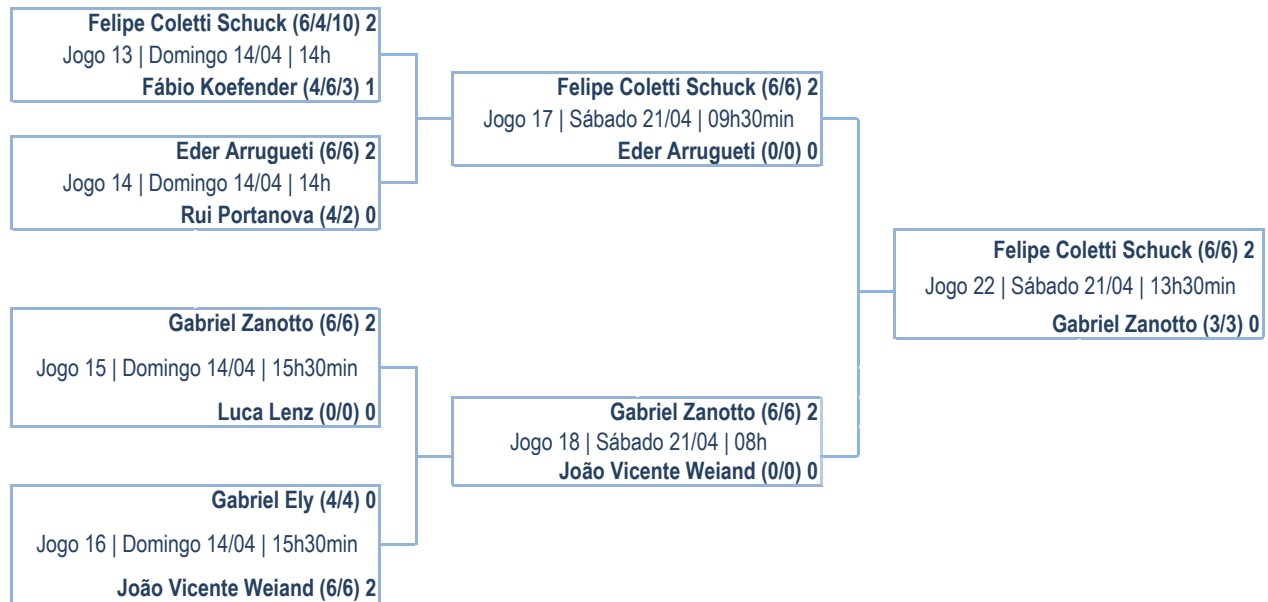 Felipe Coletti Schuck (6/4/10) 2
Jogo 13 | Domingo 14/04 | 14h
Fábio Koefender (4/6/3) 1
Eder Arrugueti (6/6) 2
Jogo 14 | Domingo 14/04 | 14h
Rui Portanova (4/2) 0
Gabriel Zanotto (6/6) 2
Jogo 15 | Domingo 14/04 | 15h30min
Luca Lenz (0/0) 0
Gabriel Ely (4/4) 0
Jogo 16 | Domingo 14/04 | 15h30min
João Vicente Weiand (6/6) 2
Felipe Coletti Schuck (6/6) 2
Jogo 17 | Sábado 21/04 | 09h30min
Eder Arrugueti (0/0) 0
Gabriel Zanotto (6/6) 2
Jogo 18 | Sábado 21/04 | 08h
João Vicente Weiand (0/0) 0
Felipe Coletti Schuck (6/6) 2
Jogo 22 | Sábado 21/04 | 13h30min
Gabriel Zanotto (3/3) 0